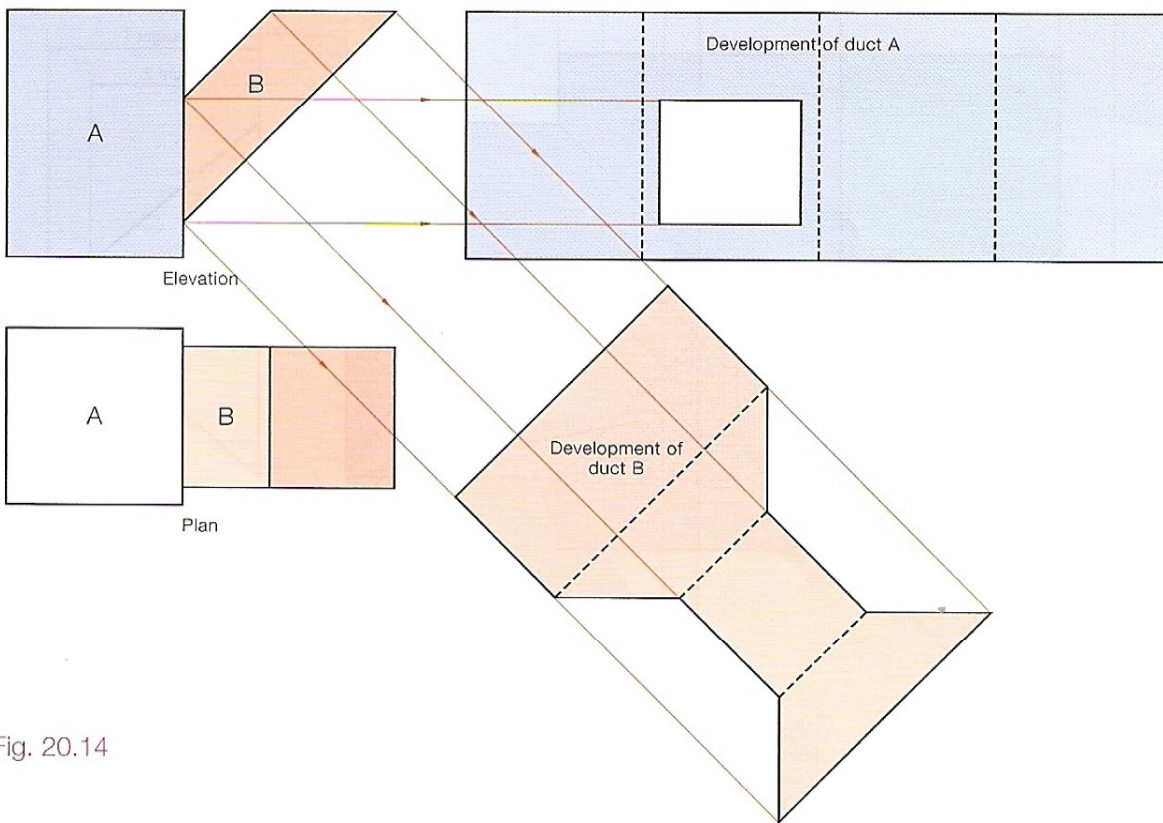 A
B
Development of duct A
Elevation
A
B
Plan
Development of
duct B
Fig. 20.14